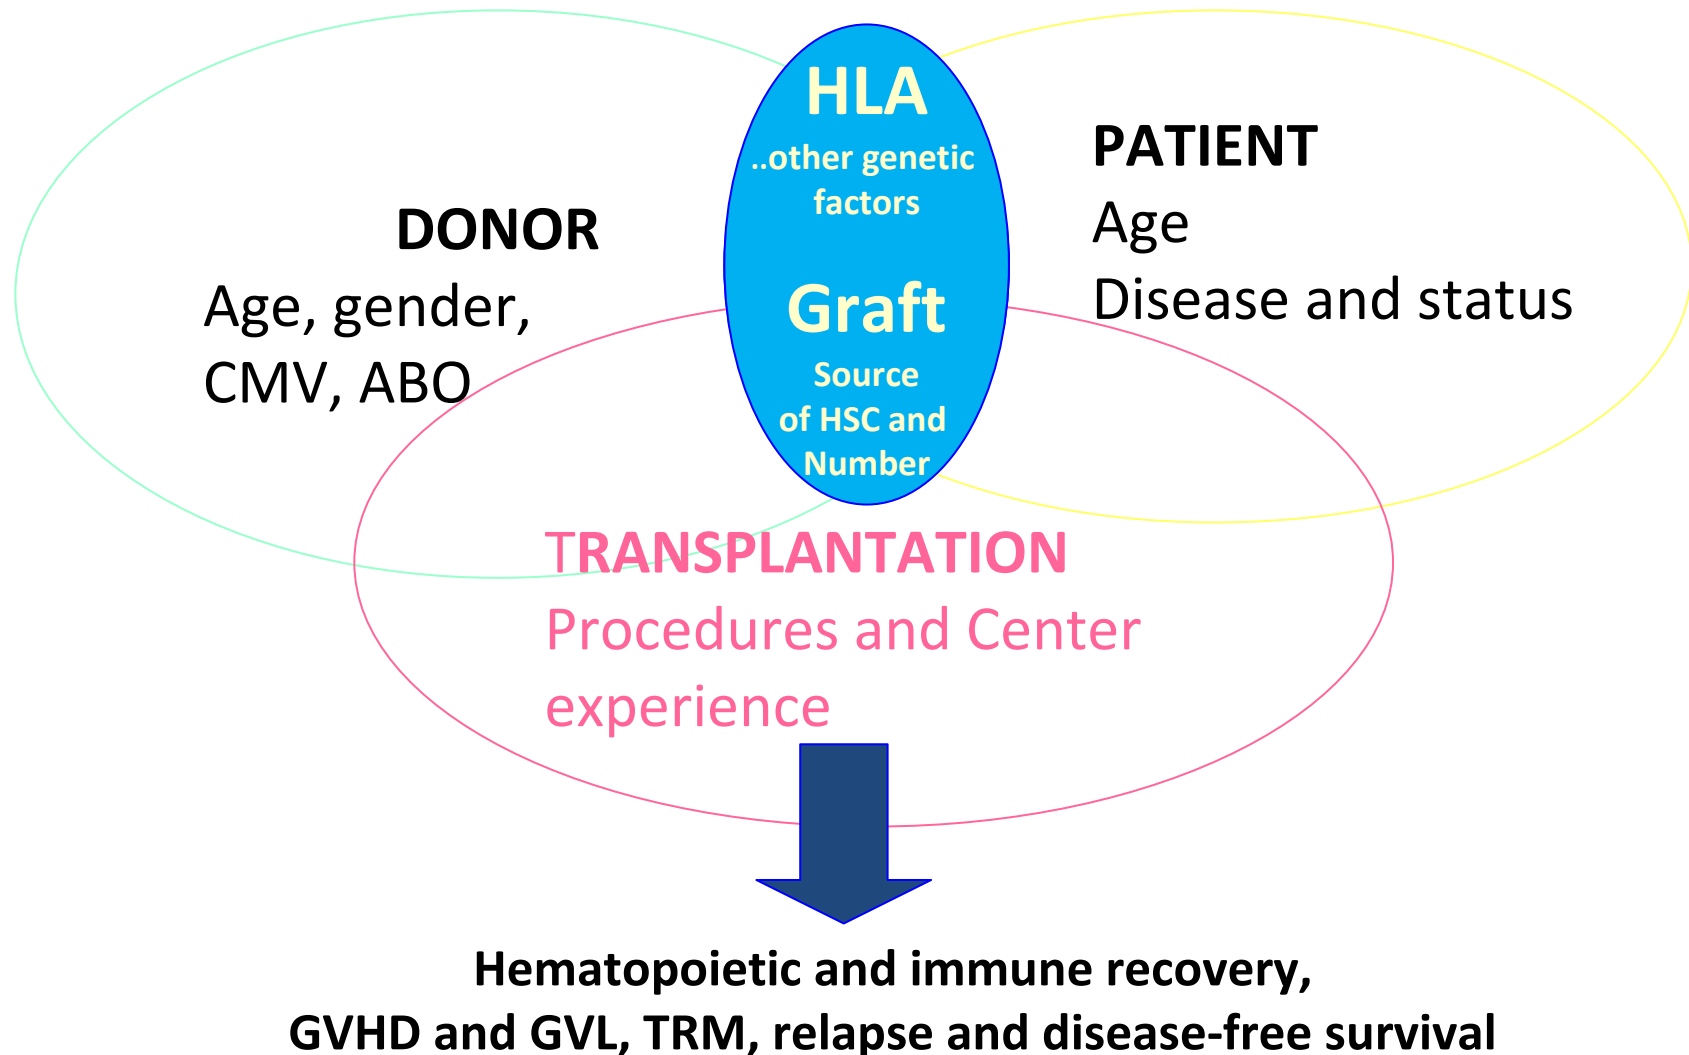 HLA
..other genetic
factors
Graft
Source
of HSC and
Number
DONOR
Age, gender,
CMV, ABO
PATIENT
Age
Disease and status
TRANSPLANTATION
Procedures and Center
experience
Hematopoietic and immune recovery,
GVHD and GVL, TRM, relapse and disease-free survival